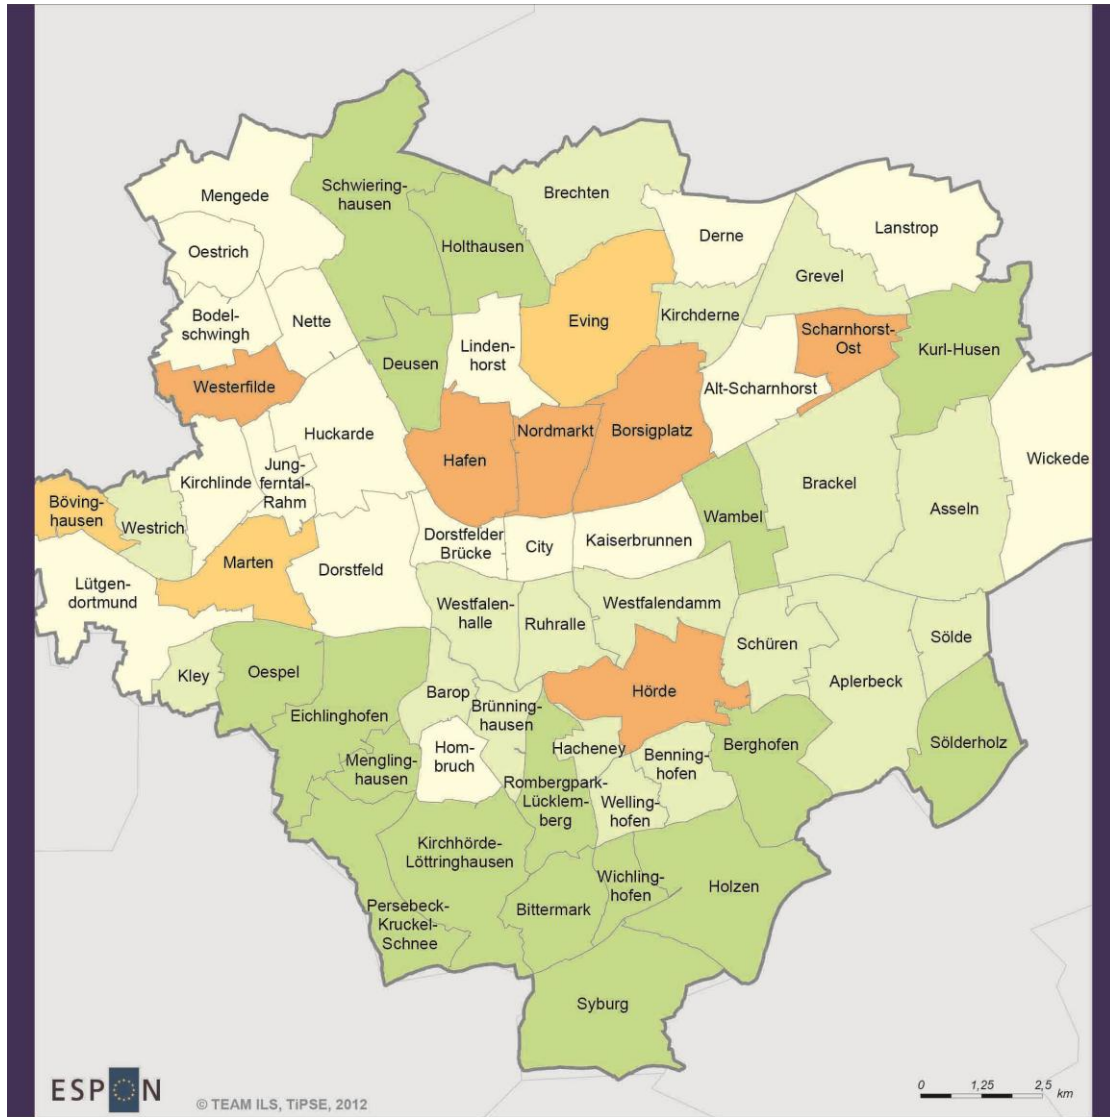 Mengede
Oestrich
Bodel-
schwingh
Nette
Westerfilde
Schwiering-
hausen
Holthausen
Brechten
Derne
Lanstrop
Grevel
Kirchderne
Scharnhorst-
Ost
Kurl-Husen
Eving
Linden-
horst
Deusen
Alt-Scharnhorst
Huckarde
Hafen
Nordmarkt
Borsigplatz
Kirchlinde
Jung-
ferntal-
Rahm
Wickede
Brackel
Asseln
Wambel
Böving-
hausen
Westrich
Marten
Dorstfeld
Dorstfelder
Brücke
City
Kaiserbrunnen
Lütgen-
dortmund
Westfalen-
halle
Ruhralle
Westfalendamm
Schüren
Sölde
Aplerbeck
Kley
Oespel
Eichlinghofen
Barop
Brünning-
hausen
Hörde
Menglin­g-
hausen
Hom-
bruch
Hacheney
Benning-
hofen
Berghofen
Sölderholz
Rombergpark-
Lücklem-
berg
Welling-
hofen
Kirchhörde-
Löttringhausen
Wichling-
hofen
Holzen
Persebeck-
Kruckel-
Schnee
Bittermark
Syburg
ESPON
© TEAM ILS, TiPSE, 2012
0 1,25 2,5 km